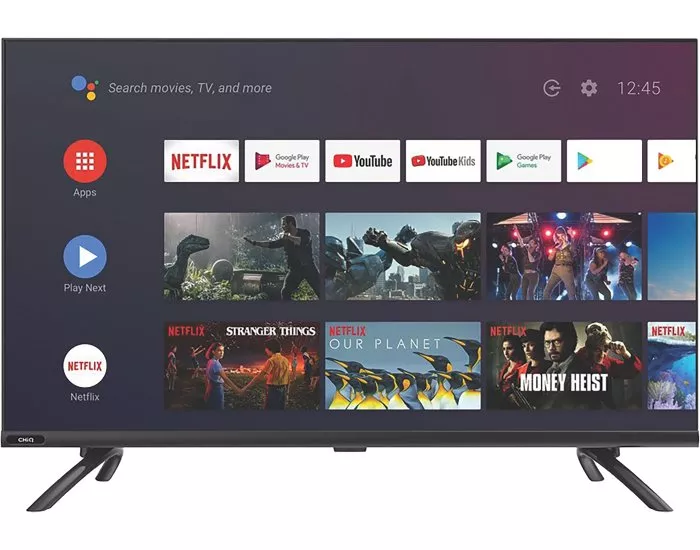 Search movies, TV, and more
12:45
Apps
NETFLIX
Google Play
Movies & TV
YouTube
YouTube Kids
Google Play
Games
Play Next
NETFLIX
Netflix
NETFLIX
STRANGER THINGS
NETFLIX
OUR PLANET
NETFLIX
MONEY HEIST
NETFLIX
CHiQ